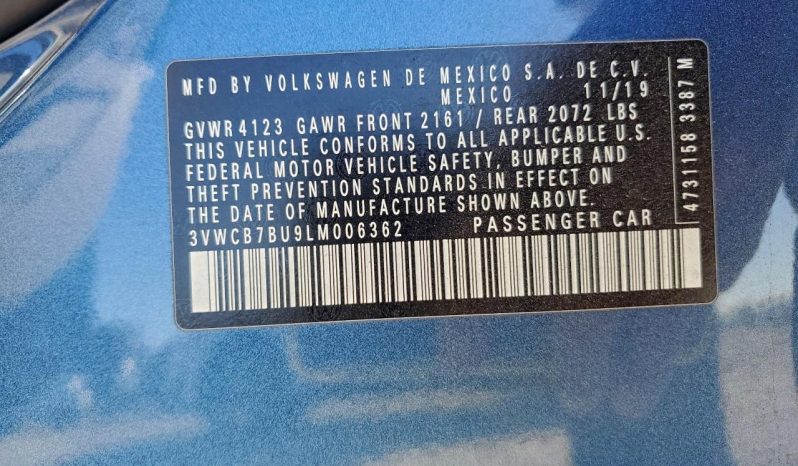 MFD BY VOLKSWAGEN DE MEXICO S.A. DE C.V.
MEXICO 11/19
GVWR 4123 GAWR FRONT 2161 / REAR 2072 LBS
THIS VEHICLE CONFORMS TO ALL APPLICABLE U.S.
FEDERAL MOTOR VEHICLE SAFETY, BUMPER AND
THEFT PREVENTION STANDARDS IN EFFECT ON
THE DATE OF MANUFACTURE SHOWN ABOVE.
3VWCB7BU9LM006362 PASSENGER CAR
4731158 3387 M